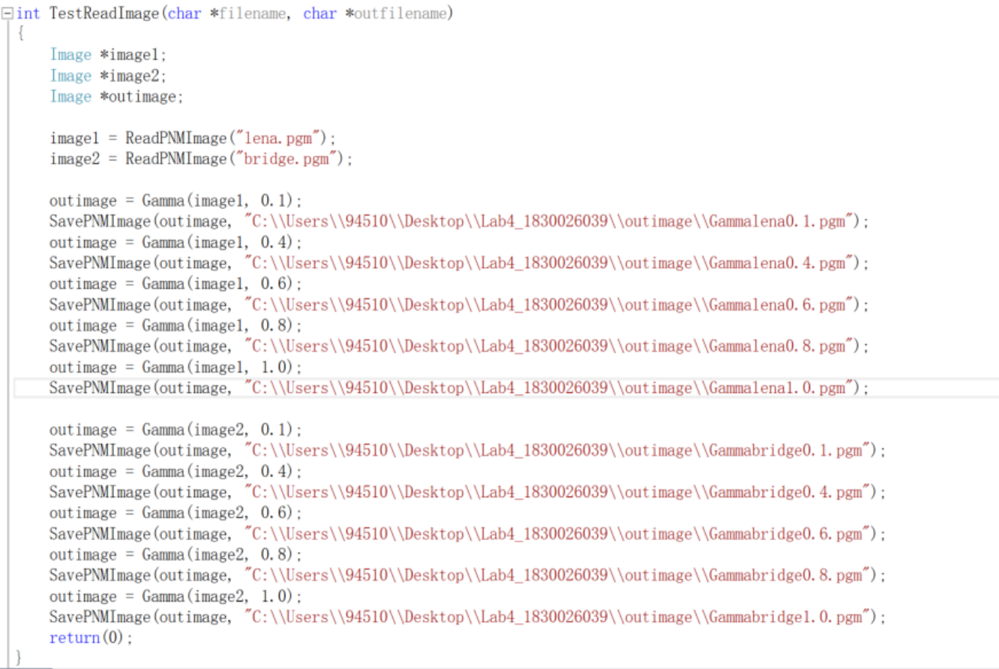 int TestReadImage(char *filename, char *outfilename)
{
    Image *image1;
    Image *image2;
    Image *outimage;

    image1 = ReadPNMImage("lena.pgm");
    image2 = ReadPNMImage("bridge.pgm");

    outimage = Gamma(image1, 0.1);
    SavePNMImage(outimage, "C:\\Users\\94510\\Desktop\\Lab4_1830026039\\outimage\\Gammalena0.1.pgm");
    outimage = Gamma(image1, 0.4);
    SavePNMImage(outimage, "C:\\Users\\94510\\Desktop\\Lab4_1830026039\\outimage\\Gammalena0.4.pgm");
    outimage = Gamma(image1, 0.6);
    SavePNMImage(outimage, "C:\\Users\\94510\\Desktop\\Lab4_1830026039\\outimage\\Gammalena0.6.pgm");
    outimage = Gamma(image1, 0.8);
    SavePNMImage(outimage, "C:\\Users\\94510\\Desktop\\Lab4_1830026039\\outimage\\Gammalena0.8.pgm");
    outimage = Gamma(image1, 1.0);
    SavePNMImage(outimage, "C:\\Users\\94510\\Desktop\\Lab4_1830026039\\outimage\\Gammalena1.0.pgm");

    outimage = Gamma(image2, 0.1);
    SavePNMImage(outimage, "C:\\Users\\94510\\Desktop\\Lab4_1830026039\\outimage\\Gammabridge0.1.pgm");
    outimage = Gamma(image2, 0.4);
    SavePNMImage(outimage, "C:\\Users\\94510\\Desktop\\Lab4_1830026039\\outimage\\Gammabridge0.4.pgm");
    outimage = Gamma(image2, 0.6);
    SavePNMImage(outimage, "C:\\Users\\94510\\Desktop\\Lab4_1830026039\\outimage\\Gammabridge0.6.pgm");
    outimage = Gamma(image2, 0.8);
    SavePNMImage(outimage, "C:\\Users\\94510\\Desktop\\Lab4_1830026039\\outimage\\Gammabridge0.8.pgm");
    outimage = Gamma(image2, 1.0);
    SavePNMImage(outimage, "C:\\Users\\94510\\Desktop\\Lab4_1830026039\\outimage\\Gammabridge1.0.pgm");
    return(0);
}